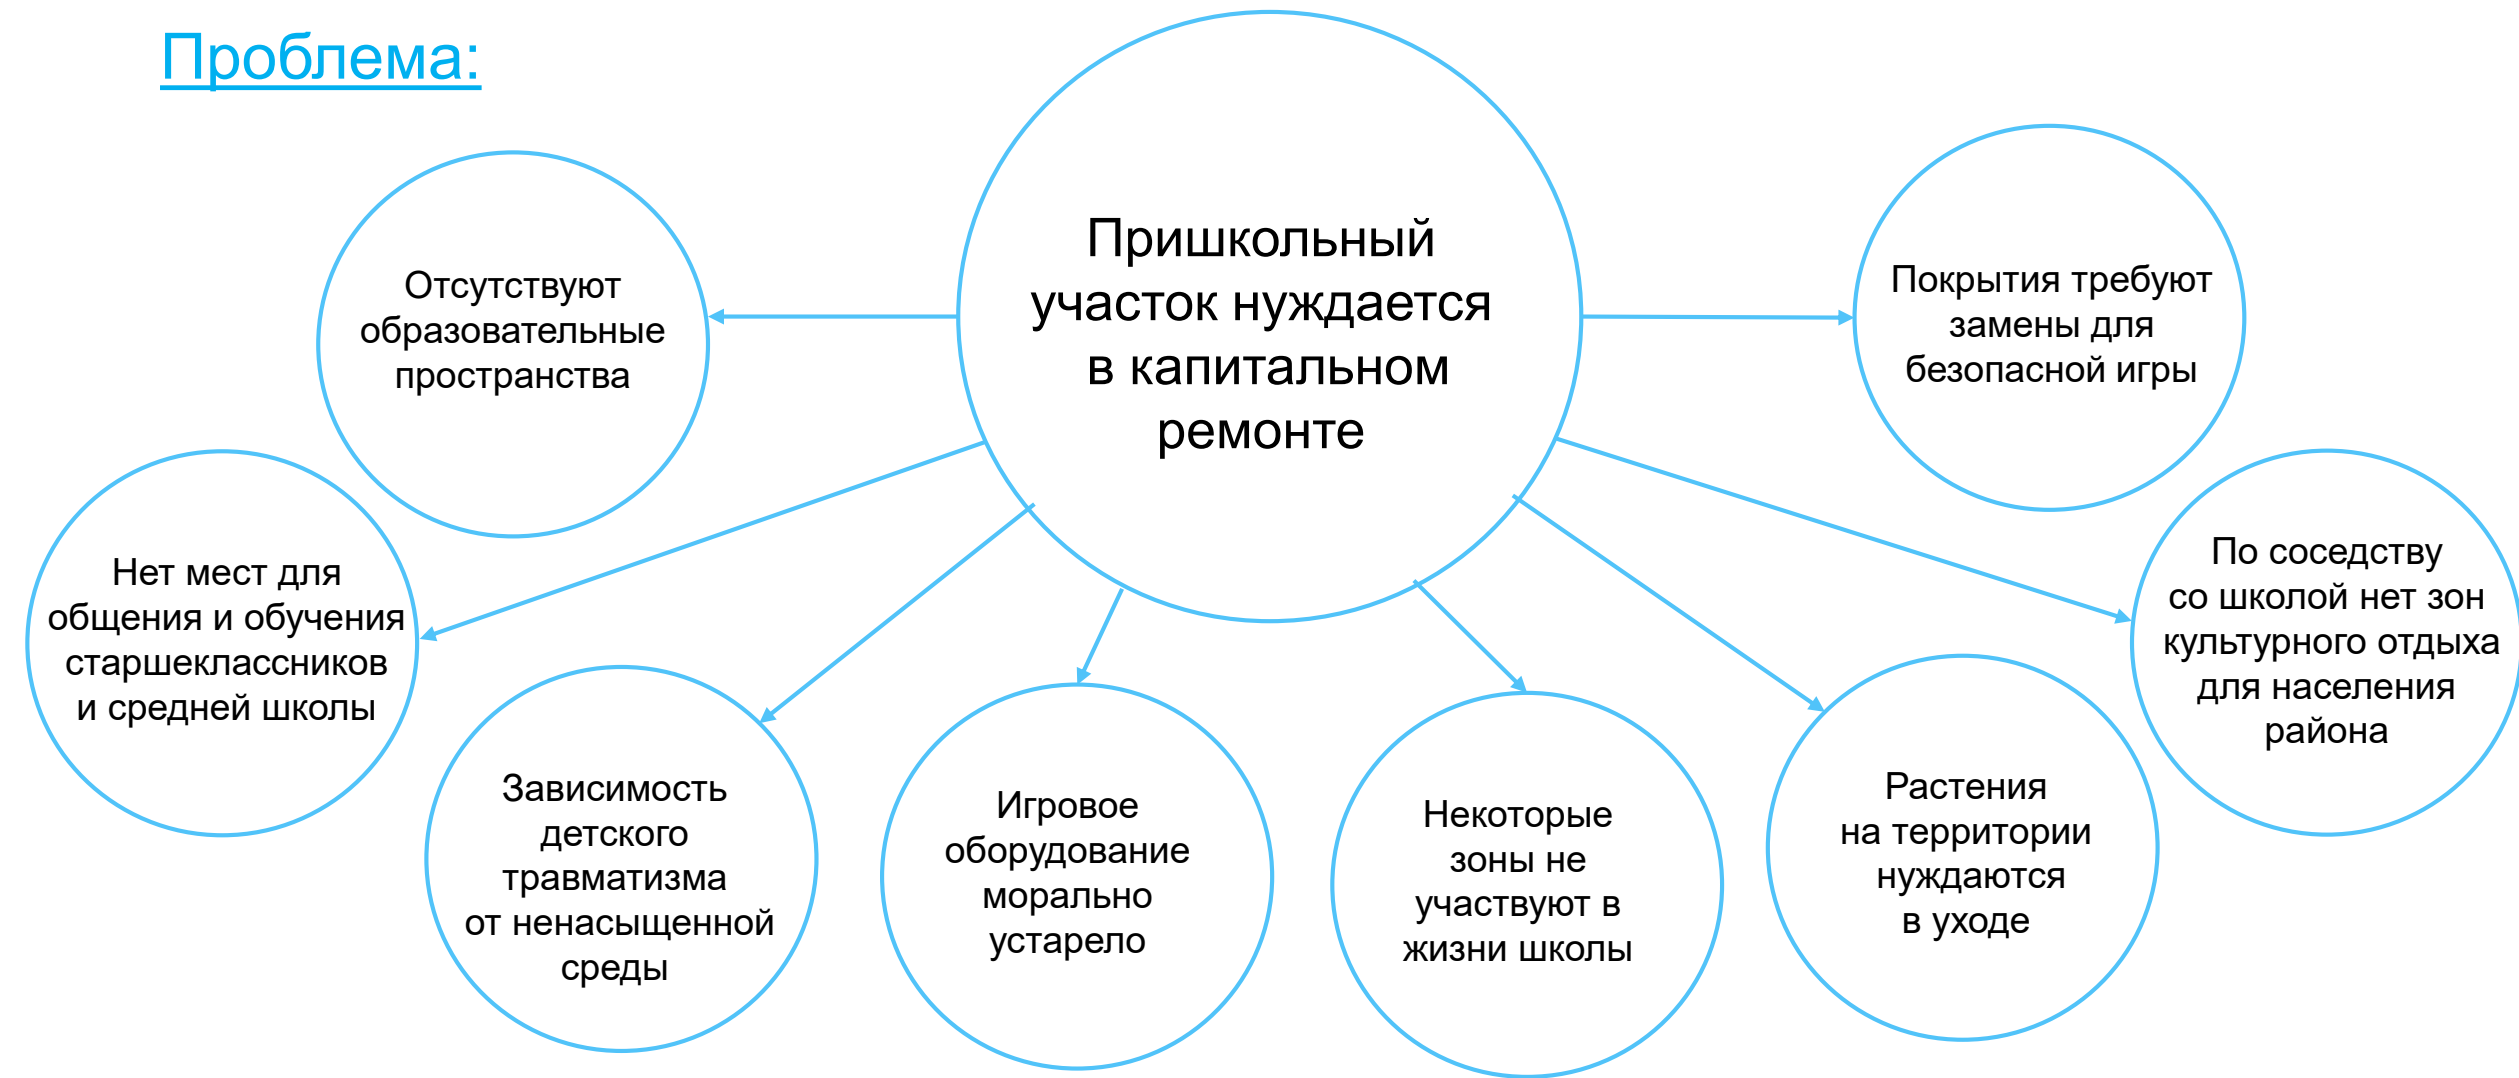 Проблема:
Пришкольный
участок нуждается
в капитальном
ремонте
Отсутствуют
образовательные
пространства
Нет мест для
общения и обучения
старшеклассников
и средней школы
Зависимость
детского
травматизма
от ненасыщенной
среды
Игровое
оборудование
морально
устарело
Некоторые
зоны не
участвуют в
жизни школы
Растения
на территории
нуждаются
в уходе
По соседству
со школой нет зон
культурного отдыха
для населения
района
Покрытия требуют
замены для
безопасной игры